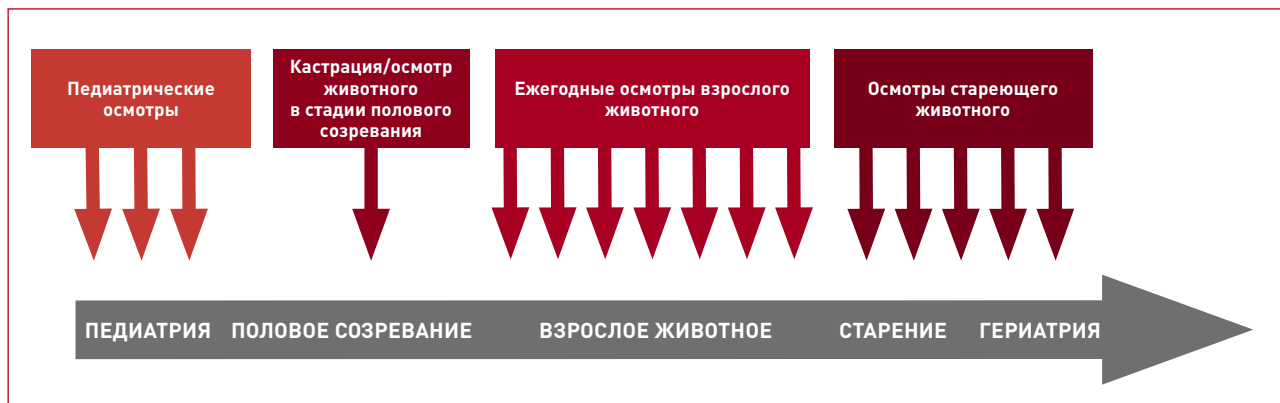 Педиатрические
осмотры
Кастрация/осмотр
животного
в стадии полового
созревания
Ежегодные осмотры взрослого
животного
Осмотры стареющего
животного
ПЕДИАТРИЯ
ПОЛОВОЕ СОЗРЕВАНИЕ
ВЗРОСЛОЕ ЖИВОТНОЕ
СТАРЕНИЕ
ГЕРИАТРИЯ